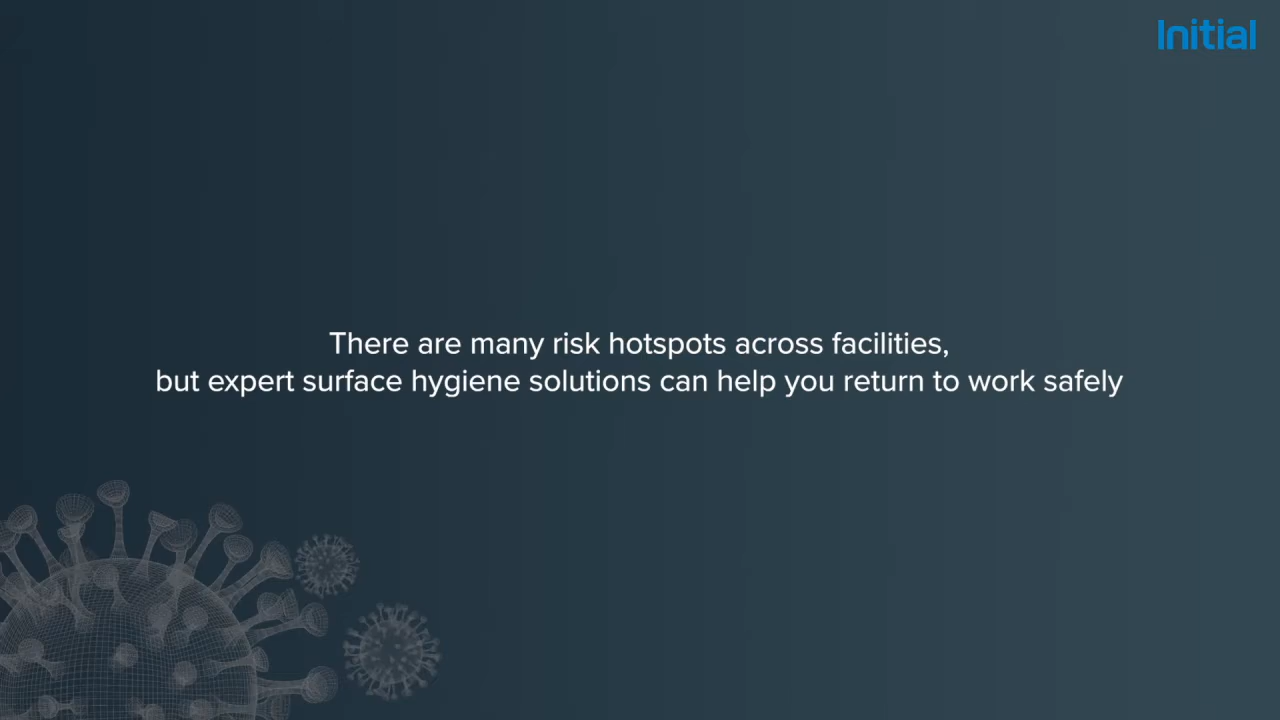 Initial
There are many risk hotspots across facilities,
but expert surface hygiene solutions can help you return to work safely